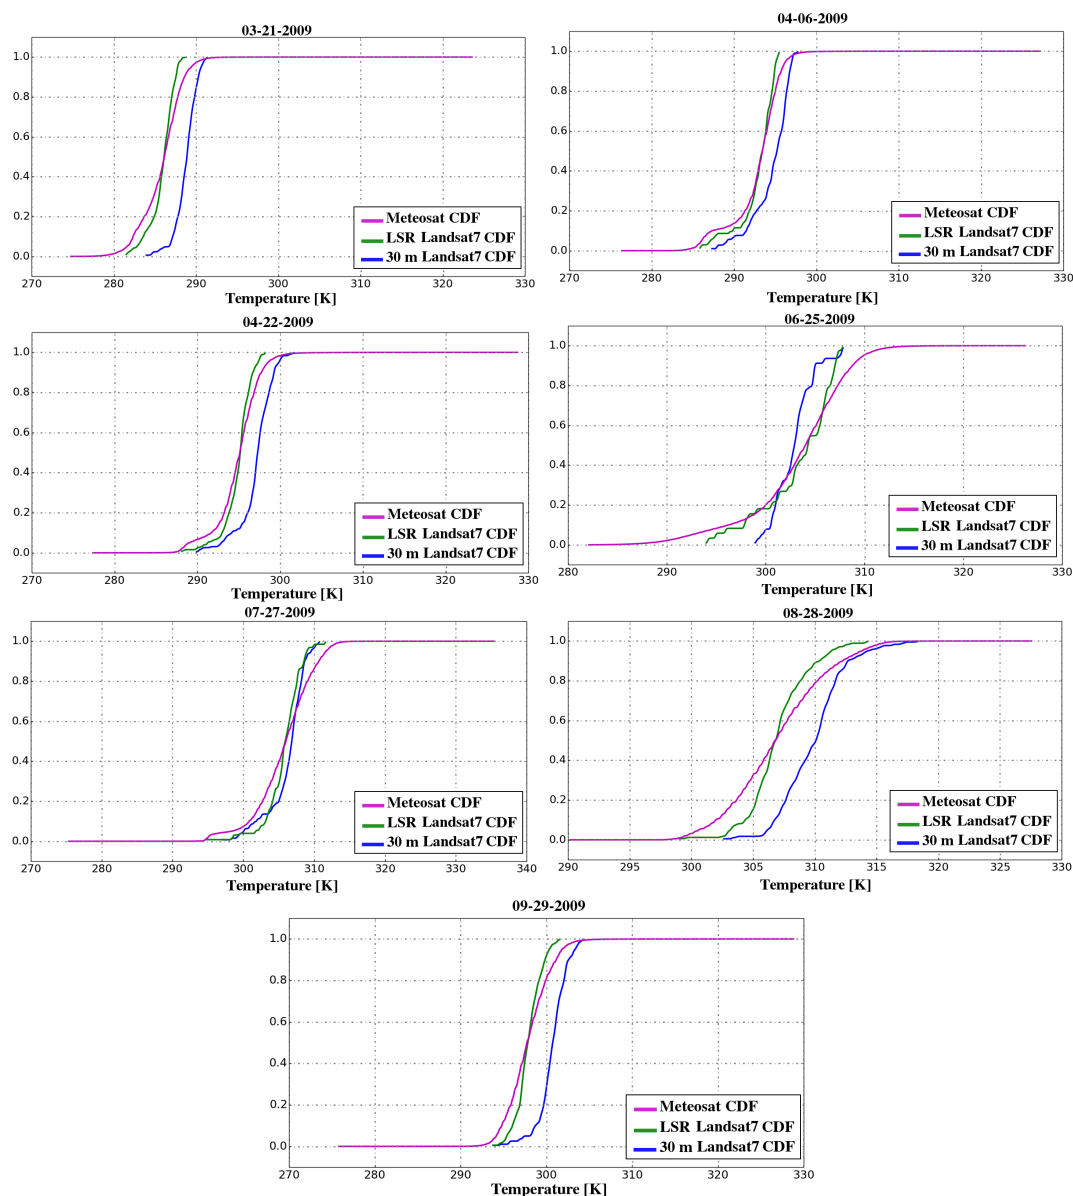 03-21-2009
1.0
0.8
0.6
0.4
0.2
0.0
Meteosat CDF
LSR Landsat7 CDF
30 m Landsat7 CDF
270 280 290 300 310 320 330
Temperature [K]
04-06-2009
1.0
0.8
0.6
0.4
0.2
0.0
Meteosat CDF
LSR Landsat7 CDF
30 m Landsat7 CDF
270 280 290 300 310 320 330
Temperature [K]
04-22-2009
1.0
0.8
0.6
0.4
0.2
0.0
Meteosat CDF
LSR Landsat7 CDF
30 m Landsat7 CDF
270 280 290 300 310 320 330
Temperature [K]
06-25-2009
1.0
0.8
0.6
0.4
0.2
0.0
Meteosat CDF
LSR Landsat7 CDF
30 m Landsat7 CDF
280 290 300 310 320 330
Temperature [K]
07-27-2009
1.0
0.8
0.6
0.4
0.2
0.0
Meteosat CDF
LSR Landsat7 CDF
30 m Landsat7 CDF
270 280 290 300 310 320 330 340
Temperature [K]
08-28-2009
1.0
0.8
0.6
0.4
0.2
0.0
Meteosat CDF
LSR Landsat7 CDF
30 m Landsat7 CDF
290 295 300 305 310 315 320 325 330
Temperature [K]
09-29-2009
1.0
0.8
0.6
0.4
0.2
0.0
Meteosat CDF
LSR Landsat7 CDF
30 m Landsat7 CDF
270 280 290 300 310 320 330
Temperature [K]